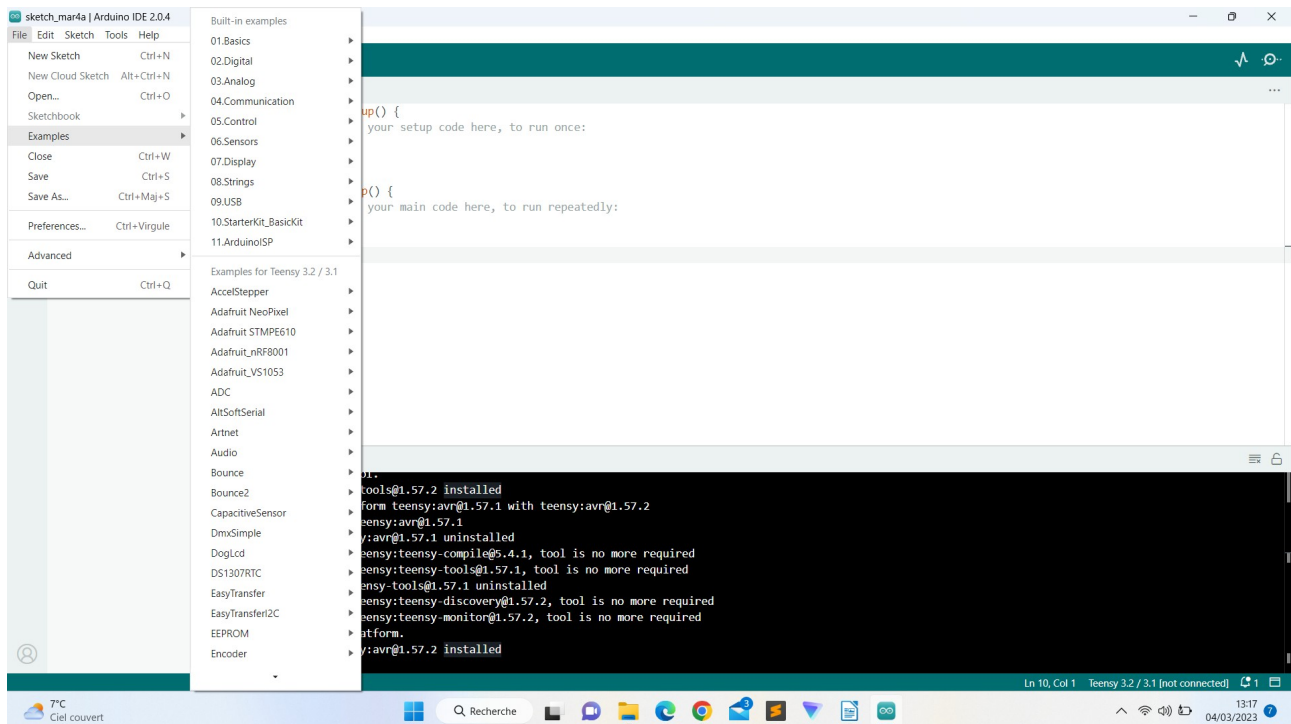 sketch_mar4a | Arduino IDE 2.0.4
File Edit Sketch Tools Help
New Sketch Ctrl+N
New Cloud Sketch Alt+Ctrl+N
Open... Ctrl+O
Sketchbook
Examples
Close Ctrl+W
Save Ctrl+S
Save As... Ctrl+Maj+S
Preferences... Ctrl+Virgule
Advanced
Quit Ctrl+Q
Built-in examples
01.Basics
02.Digital
03.Analog
04.Communication
05.Control
06.Sensors
07.Display
08.Strings
09.USB
10.StarterKit_BasicKit
11.ArduinoISP
Examples for Teensy 3.2 / 3.1
AccelStepper
Adafruit NeoPixel
Adafruit STMPE610
Adafruit_nRF8001
Adafruit_VS1053
ADC
AltSoftSerial
Artnet
Audio
Bounce
Bounce2
CapacitiveSensor
DmxSimple
DogLcd
DS1307RTC
EasyTransfer
EasyTransferI2C
EEPROM
Encoder
up() {
your setup code here, to run once:
p() {
your main code here, to run repeatedly:
ol.
tools@1.57.2 installed
form teensy:avr@1.57.1 with teensy:avr@1.57.2
eensy:avr@1.57.1
y:avr@1.57.1 uninstalled
eensy:teensy-compile@5.4.1, tool is no more required
eensy:teensy-tools@1.57.1, tool is no more required
ensy-tools@1.57.1 uninstalled
eensy:teensy-discovery@1.57.2, tool is no more required
eensy:teensy-monitor@1.57.2, tool is no more required
atform.
y:avr@1.57.2 installed
Ln 10, Col 1 Teensy 3.2 / 3.1 [not connected] 1
7°C
Ciel couvert
Recherche
3
13:17
04/03/2023
7